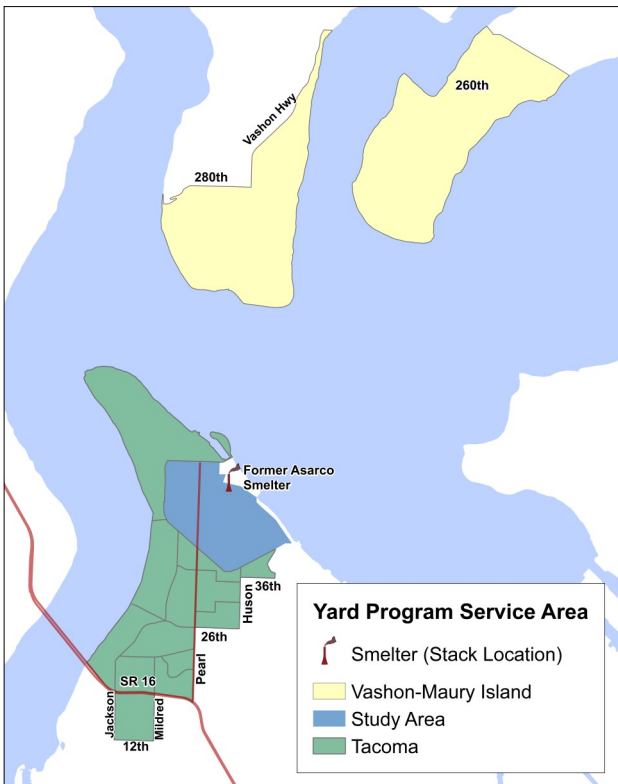 260th
Vashon Hwy
280th
Former Asarco
Smelter
36th
Huson
26th
Pearl
SR 16
Jackson
Mildred
12th
Yard Program Service Area
Smelter (Stack Location)
Vashon-Maury Island
Study Area
Tacoma